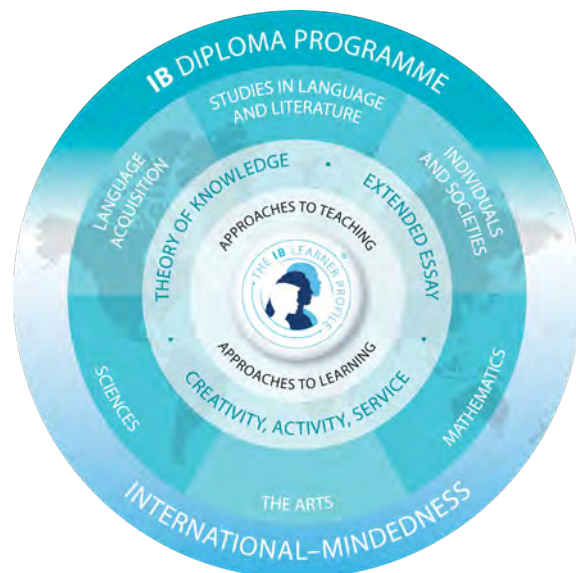 IB DIPLOMA PROGRAMME
STUDIES IN LANGUAGE
AND LITERATURE
LANGUAGE
ACQUISITION
INDIVIDUALS
AND SOCIETIES
THEORY OF KNOWLEDGE
EXTENDED ESSAY
APPROACHES TO TEACHING
THE IB LEARNER PROFILE
APPROACHES TO LEARNING
CREATIVITY, ACTIVITY, SERVICE
SCIENCES
MATHEMATICS
THE ARTS
INTERNATIONAL–MINDEDNESS